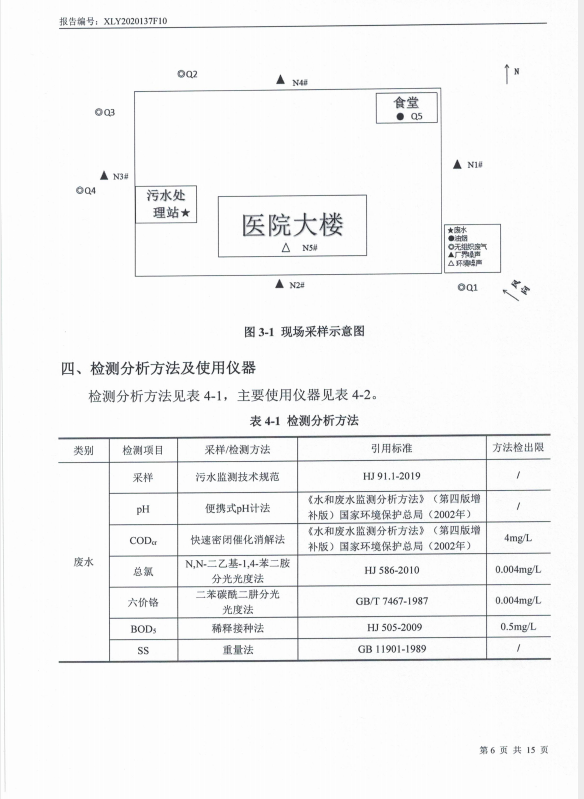 报告编号：XLY2020137F10
◎Q2
▲ N4#
N
◎Q3
食堂
● Q5
▲ N3#
▲ N1#
◎Q4
污水处
理站★
医院大楼
△ N5#
★废水
●油烟
◎无组织废气
▲厂界噪声
△环境噪声
▲ N2#
◎Q1
风向
图 3-1 现场采样示意图
四、检测分析方法及使用仪器
检测分析方法见表 4-1，主要使用仪器见表 4-2。
表 4-1 检测分析方法
类别 检测项目 采样/检测方法 引用标准 方法检出限
废水
采样 污水监测技术规范 HJ 91.1-2019 /
pH 便携式pH计法 《水和废水监测分析方法》（第四版增
补版）国家环境保护总局（2002年） /
CODcr 快速密闭催化消解法 《水和废水监测分析方法》（第四版增
补版）国家环境保护总局（2002年） 4mg/L
总氯 N,N-二乙基-1,4-苯二胺
分光光度法 HJ 586-2010 0.004mg/L
六价铬 二苯碳酰二肼分光
光度法 GB/T 7467-1987 0.004mg/L
BOD₅ 稀释接种法 HJ 505-2009 0.5mg/L
SS 重量法 GB 11901-1989 /
第 6 页 共 15 页